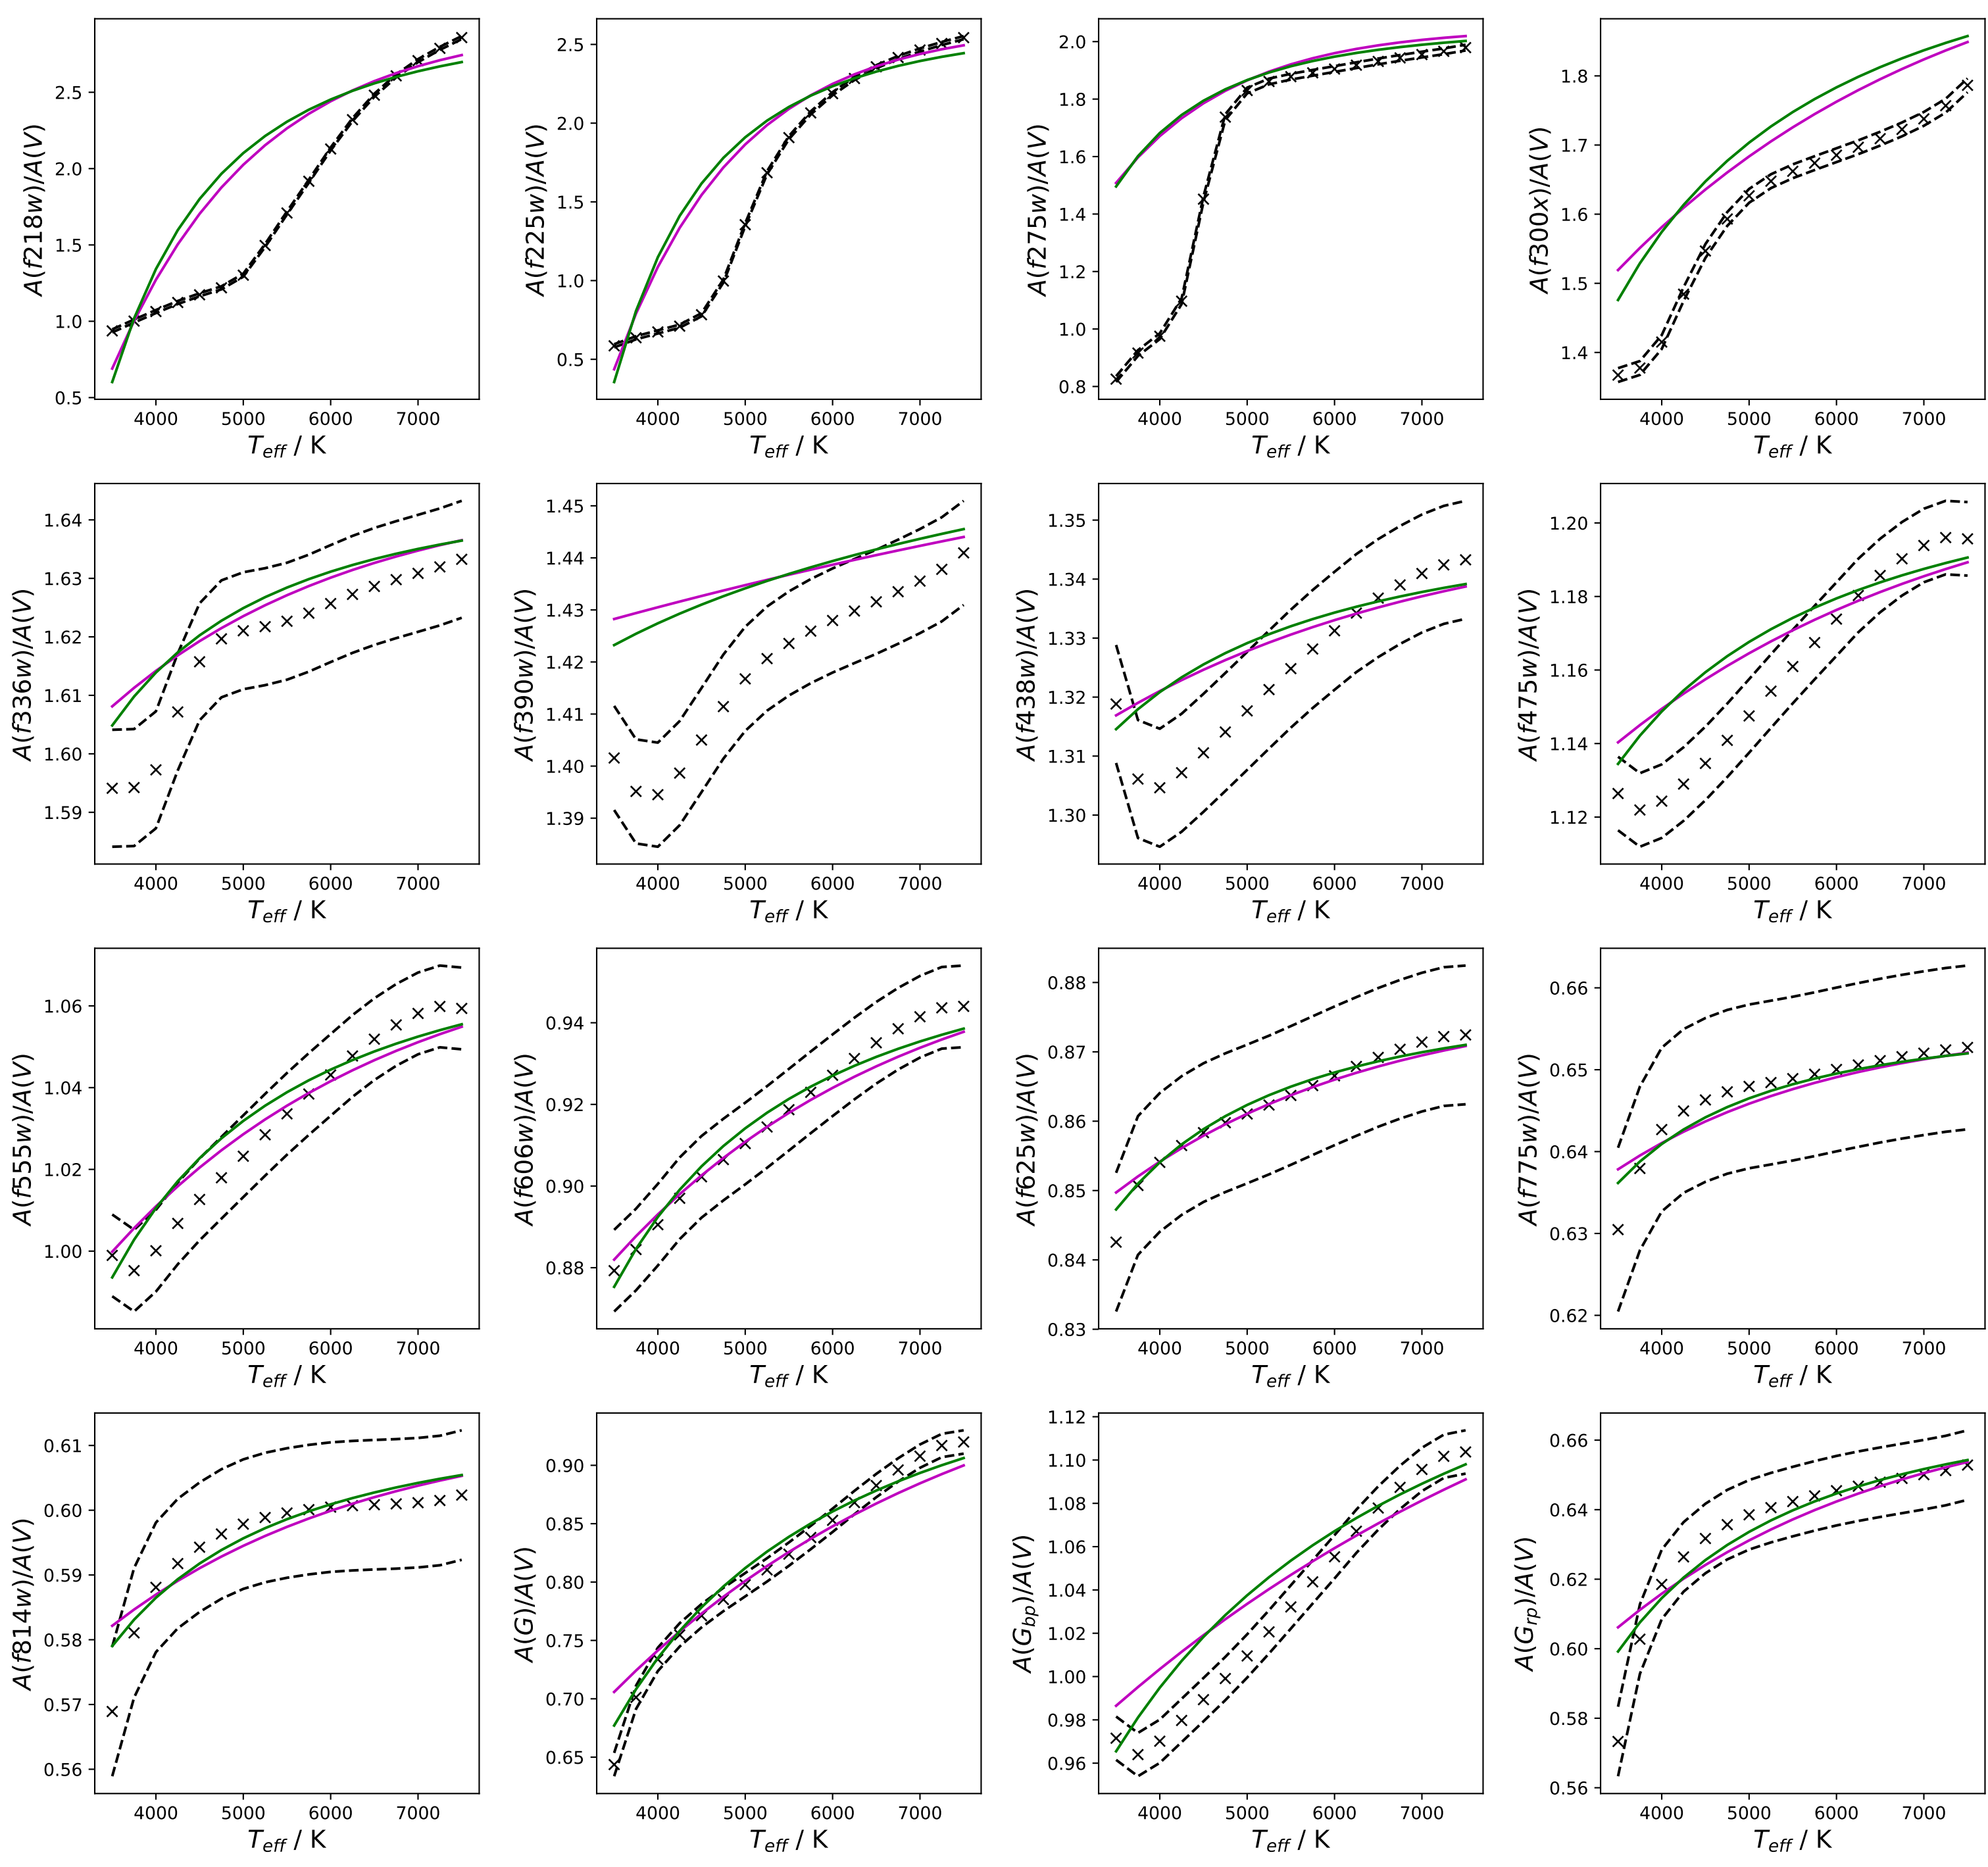 A(f218w)/A(V)
2.5
2.0
1.5
1.0
0.5
4000 5000 6000 7000
T_eff / K
A(f225w)/A(V)
2.5
2.0
1.5
1.0
0.5
4000 5000 6000 7000
T_eff / K
A(f275w)/A(V)
2.0
1.8
1.6
1.4
1.2
1.0
0.8
4000 5000 6000 7000
T_eff / K
A(f300x)/A(V)
1.8
1.7
1.6
1.5
1.4
4000 5000 6000 7000
T_eff / K
A(f336w)/A(V)
1.64
1.63
1.62
1.61
1.60
1.59
4000 5000 6000 7000
T_eff / K
A(f390w)/A(V)
1.45
1.44
1.43
1.42
1.41
1.40
1.39
4000 5000 6000 7000
T_eff / K
A(f438w)/A(V)
1.35
1.34
1.33
1.32
1.31
1.30
4000 5000 6000 7000
T_eff / K
A(f475w)/A(V)
1.20
1.18
1.16
1.14
1.12
4000 5000 6000 7000
T_eff / K
A(f555w)/A(V)
1.06
1.04
1.02
1.00
4000 5000 6000 7000
T_eff / K
A(f606w)/A(V)
0.94
0.92
0.90
0.88
4000 5000 6000 7000
T_eff / K
A(f625w)/A(V)
0.88
0.87
0.86
0.85
0.84
0.83
4000 5000 6000 7000
T_eff / K
A(f775w)/A(V)
0.66
0.65
0.64
0.63
0.62
4000 5000 6000 7000
T_eff / K
A(f814w)/A(V)
0.61
0.60
0.59
0.58
0.57
0.56
4000 5000 6000 7000
T_eff / K
A(G)/A(V)
0.90
0.85
0.80
0.75
0.70
0.65
4000 5000 6000 7000
T_eff / K
A(G_bp)/A(V)
1.12
1.10
1.08
1.06
1.04
1.02
1.00
0.98
0.96
4000 5000 6000 7000
T_eff / K
A(G_rp)/A(V)
0.66
0.64
0.62
0.60
0.58
0.56
4000 5000 6000 7000
T_eff / K